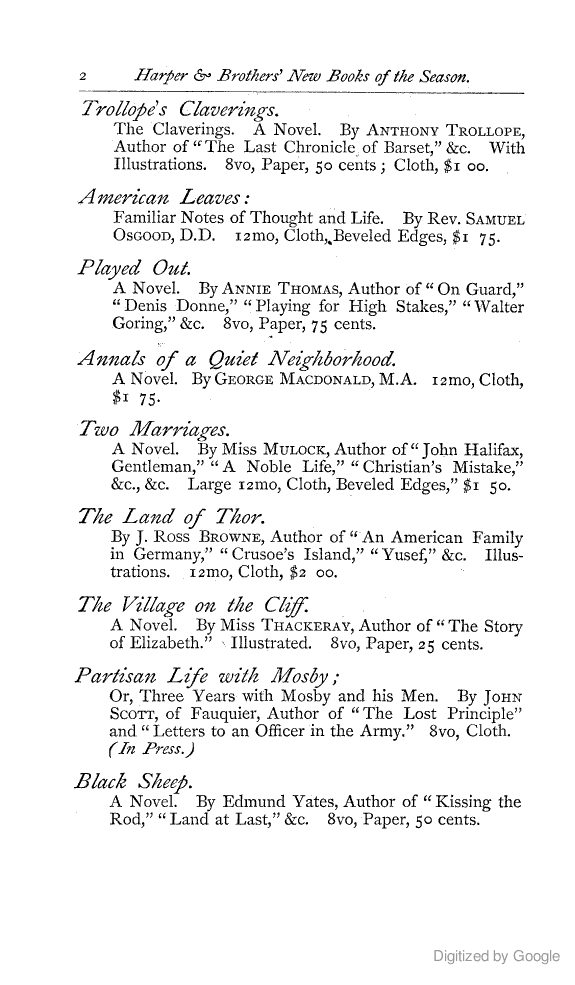 2 Harper & Brothers' New Books of the Season.
Trollope's Claverings.
The Claverings. A Novel. By ANTHONY TROLLOPE,
Author of "The Last Chronicle of Barset," &c. With
Illustrations. 8vo, Paper, 50 cents; Cloth, $1 00.
American Leaves:
Familiar Notes of Thought and Life. By Rev. SAMUEL
OSGOOD, D.D. 12mo, Cloth, Beveled Edges, $1 75.
Played Out.
A Novel. By ANNIE THOMAS, Author of "On Guard,"
"Denis Donne," "Playing for High Stakes," "Walter
Goring," &c. 8vo, Paper, 75 cents.
Annals of a Quiet Neighborhood.
A Novel. By GEORGE MACDONALD, M.A. 12mo, Cloth,
$1 75.
Two Marriages.
A Novel. By Miss MULOCK, Author of "John Halifax,
Gentleman," "A Noble Life," "Christian's Mistake,"
&c., &c. Large 12mo, Cloth, Beveled Edges," $1 50.
The Land of Thor.
By J. ROSS BROWNE, Author of "An American Family
in Germany," "Crusoe's Island," "Yusef," &c. Illus-
trations. 12mo, Cloth, $2 00.
The Village on the Cliff.
A Novel. By Miss THACKERAY, Author of "The Story
of Elizabeth." Illustrated. 8vo, Paper, 25 cents.
Partisan Life with Mosby;
Or, Three Years with Mosby and his Men. By JOHN
SCOTT, of Fauquier, Author of "The Lost Principle"
and "Letters to an Officer in the Army." 8vo, Cloth.
(In Press.)
Black Sheep.
A Novel. By Edmund Yates, Author of "Kissing the
Rod," "Land at Last," &c. 8vo, Paper, 50 cents.
Digitized by Google